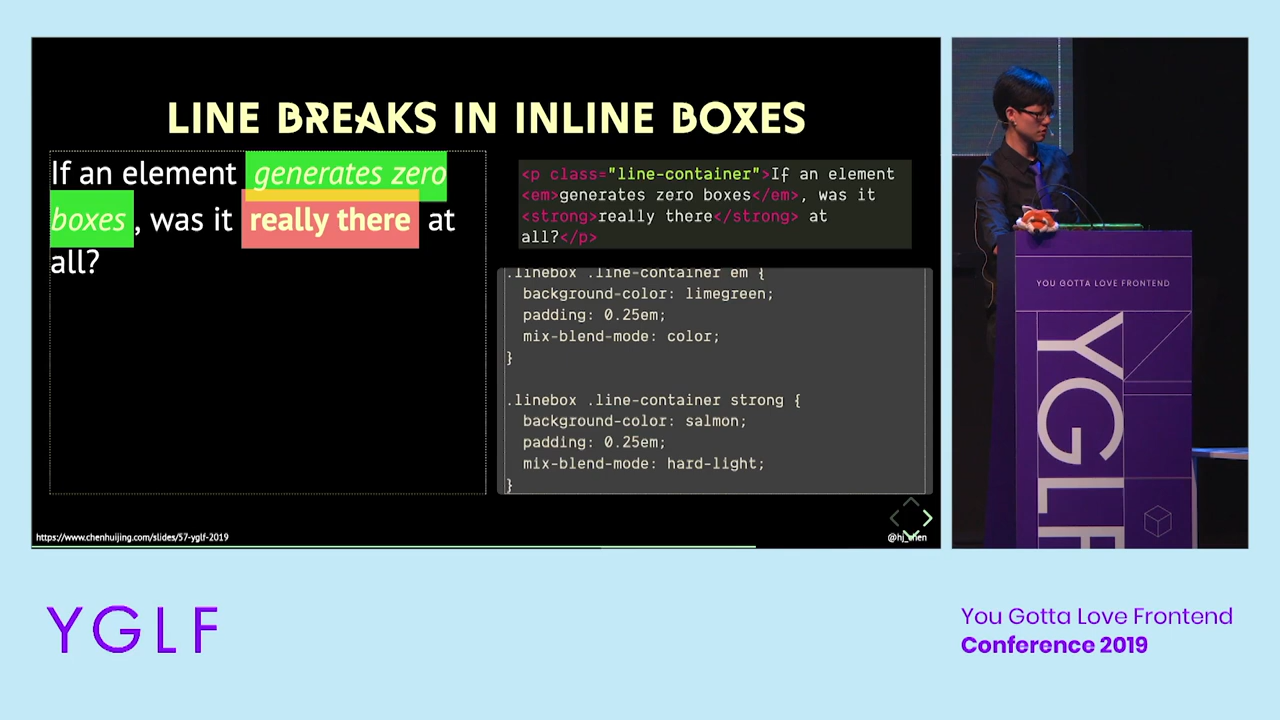 LINE BREAKS IN INLINE BOXES
If an element generates zero
boxes, was it really there at
all?
<p class="line-container">If an element
<em>generates zero boxes</em>, was it
<strong>really there</strong> at
all?</p>
.linebox .line-container em {
background-color: limegreen;
padding: 0.25em;
mix-blend-mode: color;
}
.linebox .line-container strong {
background-color: salmon;
padding: 0.25em;
mix-blend-mode: hard-light;
}
https://www.chenhuijing.com/slides/57-yglf-2019
@hj_chen
YOU GOTTA LOVE FRONTEND
YGLF
YGLF
You Gotta Love Frontend
Conference 2019